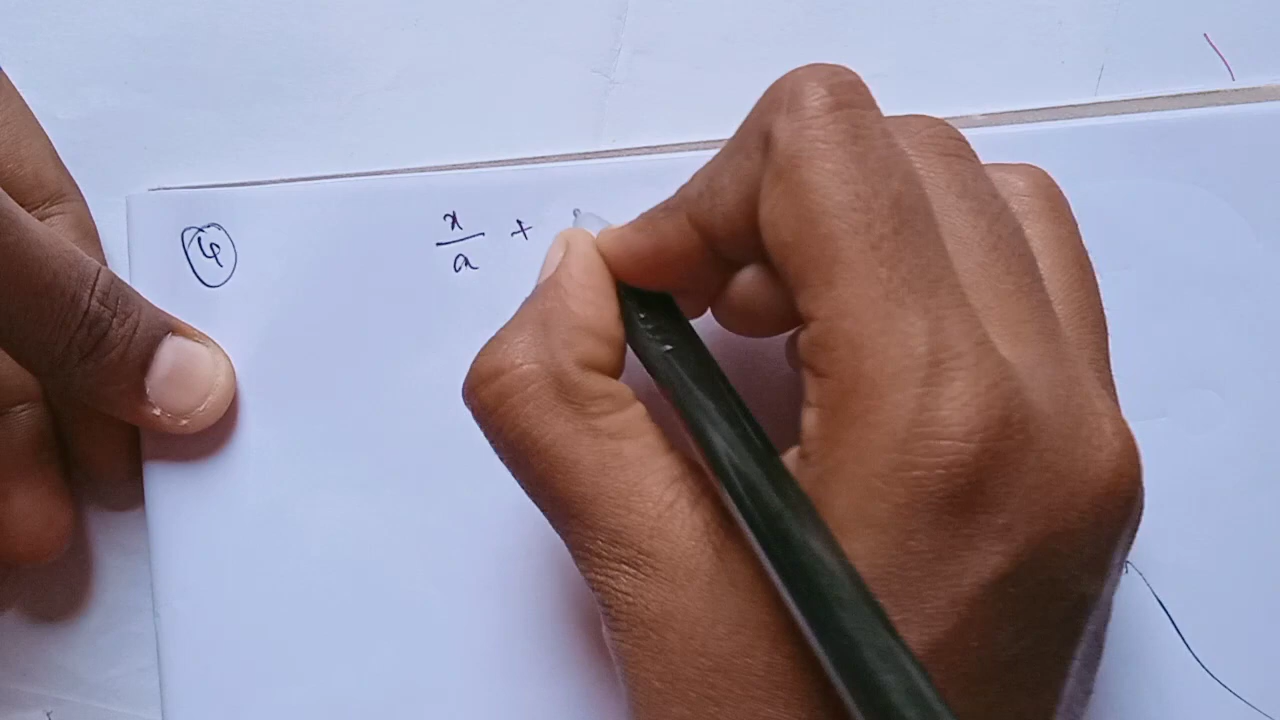 ④ x/a +